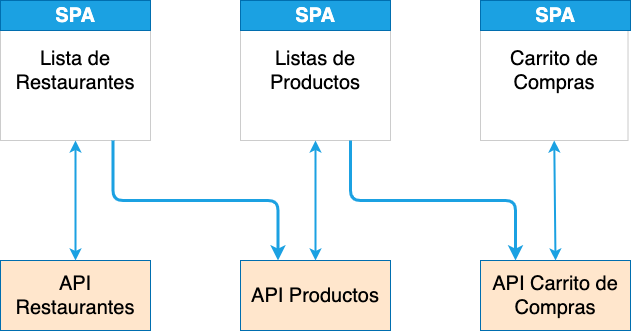 SPA
Lista de
Restaurantes
SPA
Listas de
Productos
SPA
Carrito de
Compras
API
Restaurantes
API Productos
API Carrito de
Compras